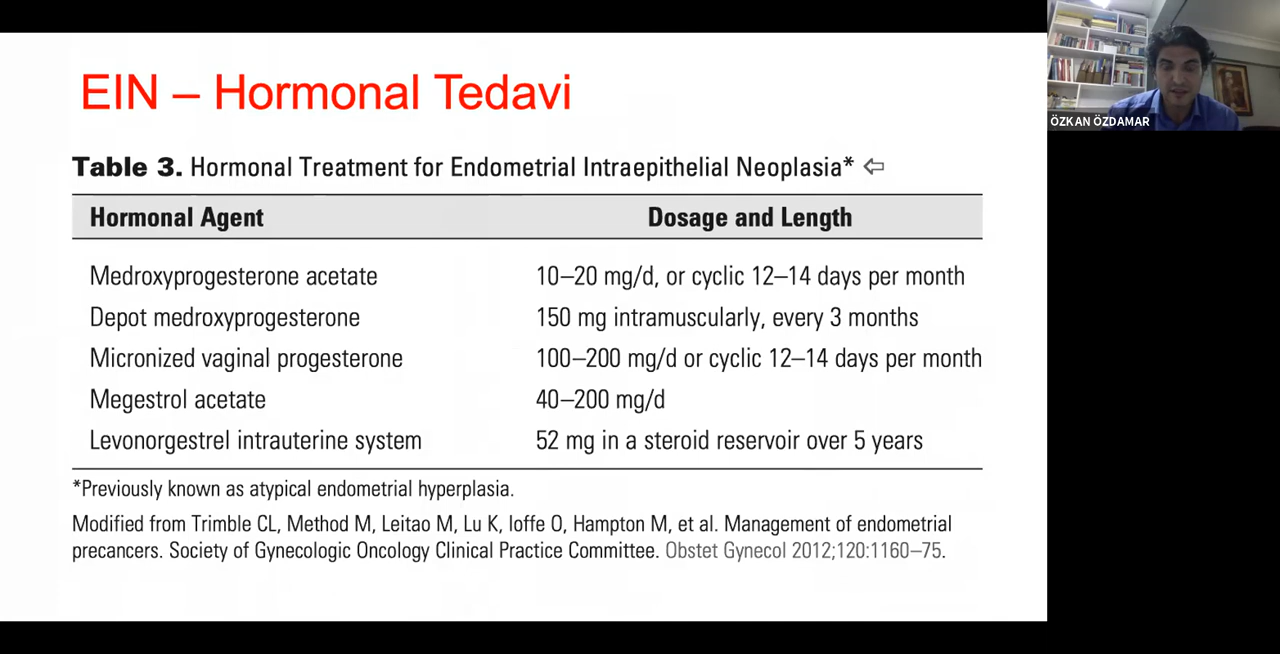 EIN – Hormonal Tedavi
ÖZKAN ÖZDAMAR
Table 3. Hormonal Treatment for Endometrial Intraepithelial Neoplasia* ⇦
Hormonal Agent Dosage and Length
Medroxyprogesterone acetate 10–20 mg/d, or cyclic 12–14 days per month
Depot medroxyprogesterone 150 mg intramuscularly, every 3 months
Micronized vaginal progesterone 100–200 mg/d or cyclic 12–14 days per month
Megestrol acetate 40–200 mg/d
Levonorgestrel intrauterine system 52 mg in a steroid reservoir over 5 years
*Previously known as atypical endometrial hyperplasia.
Modified from Trimble CL, Method M, Leitao M, Lu K, Ioffe O, Hampton M, et al. Management of endometrial
precancers. Society of Gynecologic Oncology Clinical Practice Committee. Obstet Gynecol 2012;120:1160–75.